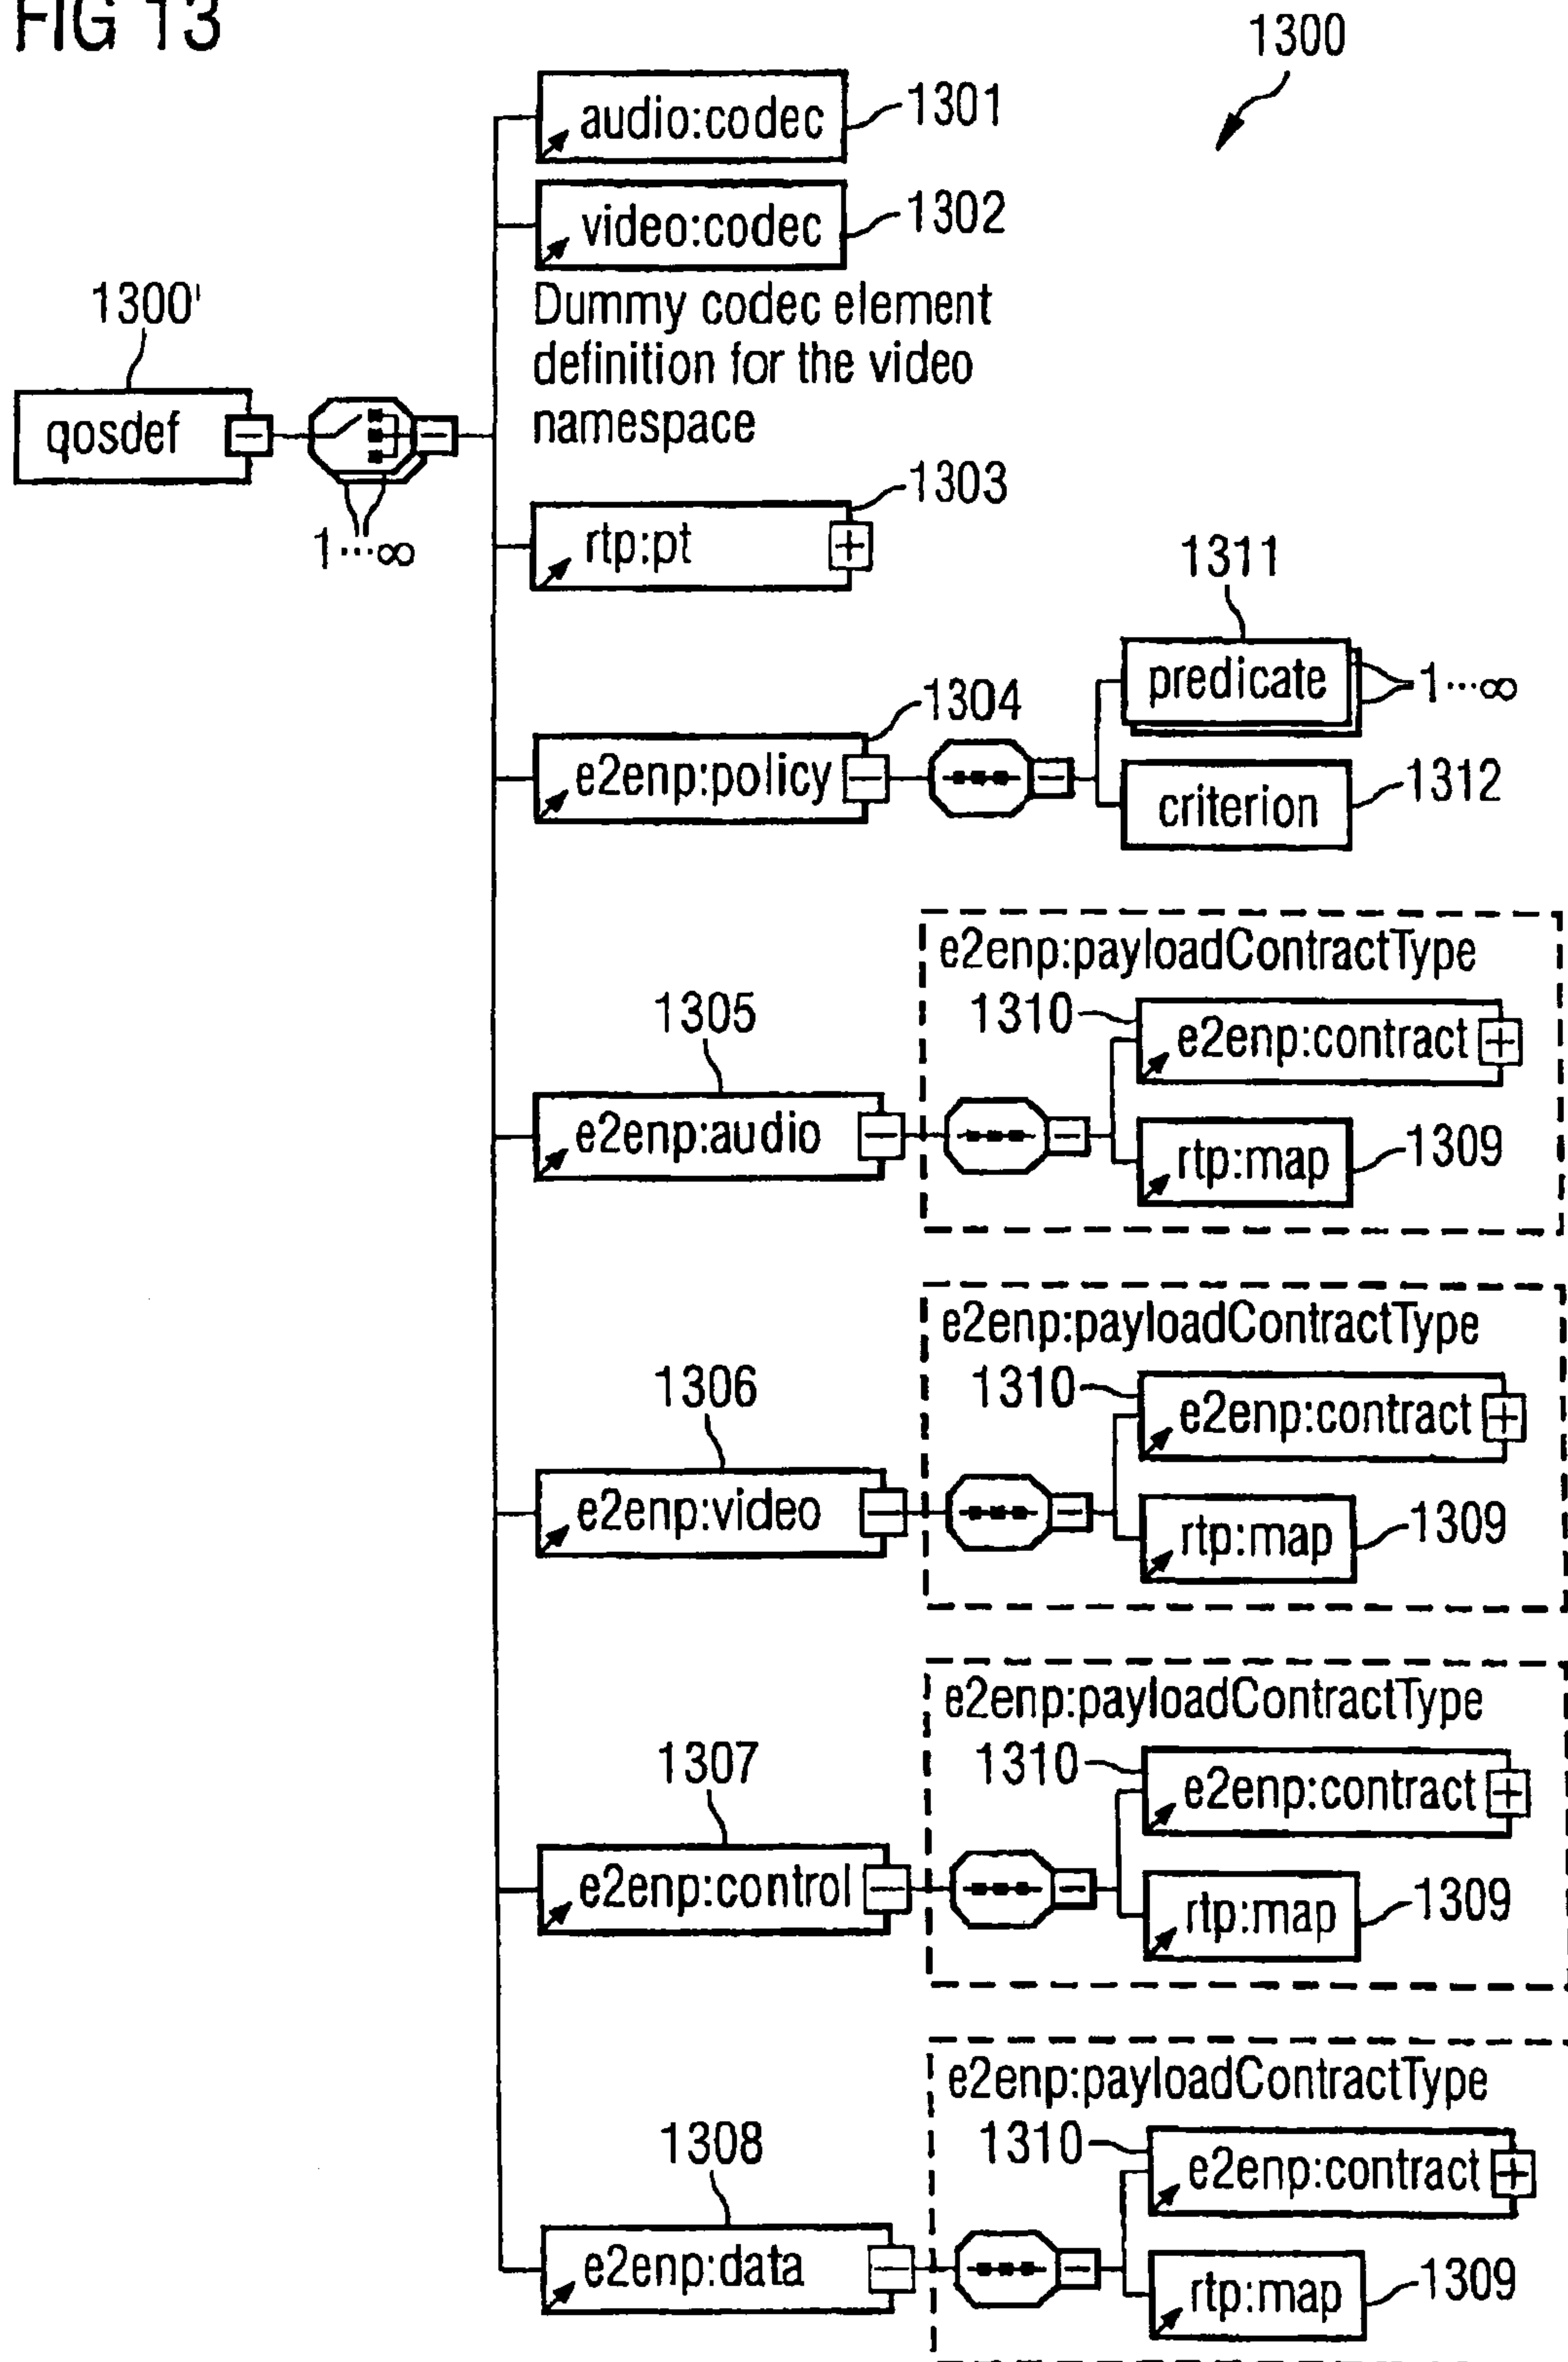 FIG 13
1300
audio:codec
1301
video:codec
1302
Dummy codec element
definition for the video
namespace
1300'
qosdef
1···∞
rtp:pt
1303
1311
predicate
1···∞
1304
e2enp:policy
criterion
1312
e2enp:payloadContractType
1305
1310
e2enp:contract
e2enp:audio
rtp:map
1309
e2enp:payloadContractType
1306
1310
e2enp:contract
e2enp:video
rtp:map
1309
e2enp:payloadContractType
1307
1310
e2enp:contract
e2enp:control
rtp:map
1309
e2enp:payloadContractType
1308
1310
e2enp:contract
e2enp:data
rtp:map
1309